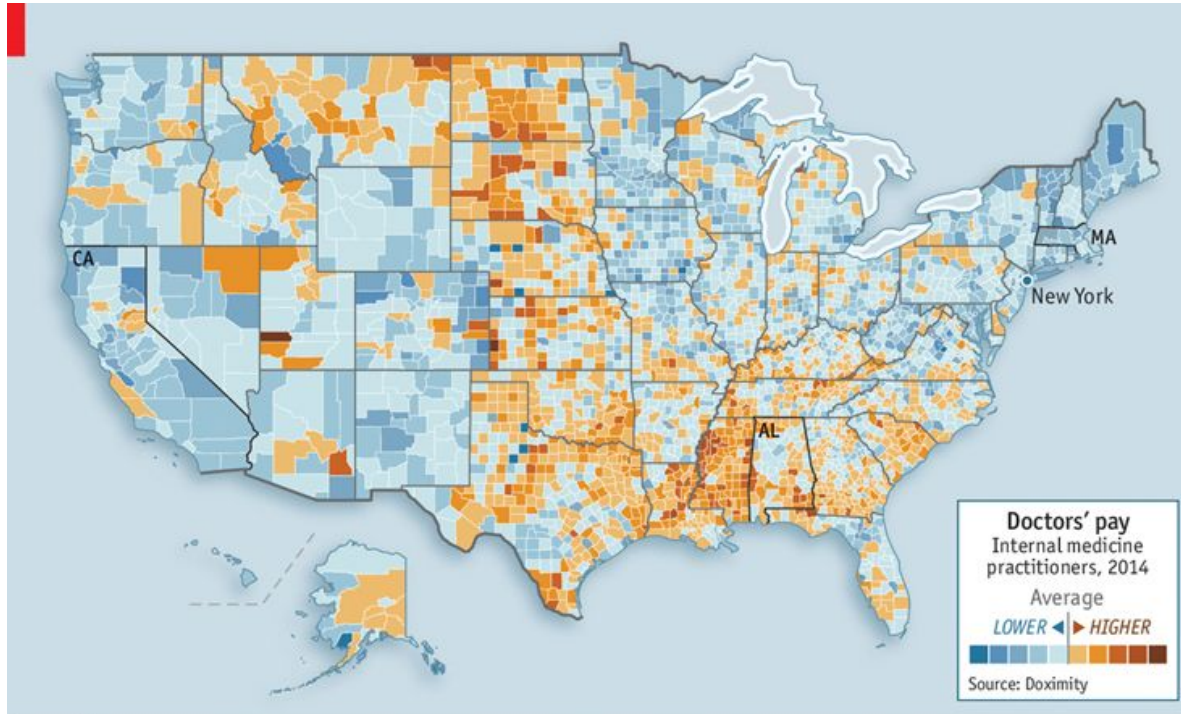 CA
MA
New York
AL
Doctors' pay
Internal medicine
practitioners, 2014
Average
LOWER ◄ ► HIGHER
Source: Doximity